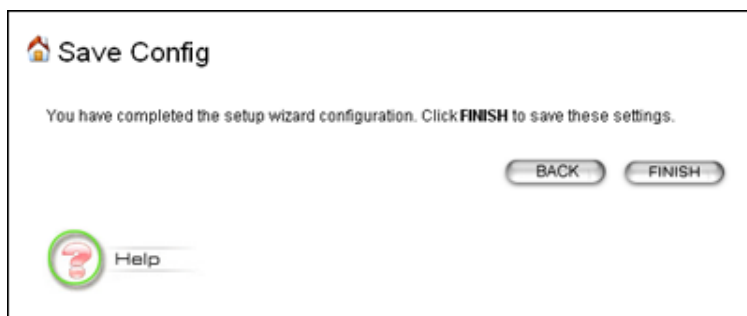 Save Config
You have completed the setup wizard configuration. Click FINISH to save these settings.
BACK
FINISH
Help